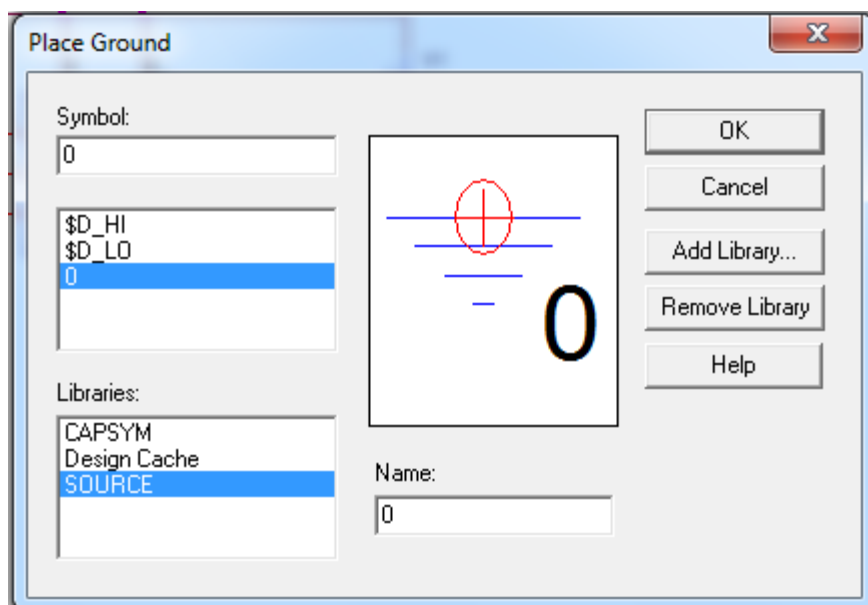 Place Ground
Symbol:
0
$D_HI
$D_LO
0
Libraries:
CAPSYM
Design Cache
SOURCE
0
Name:
0
OK
Cancel
Add Library...
Remove Library
Help